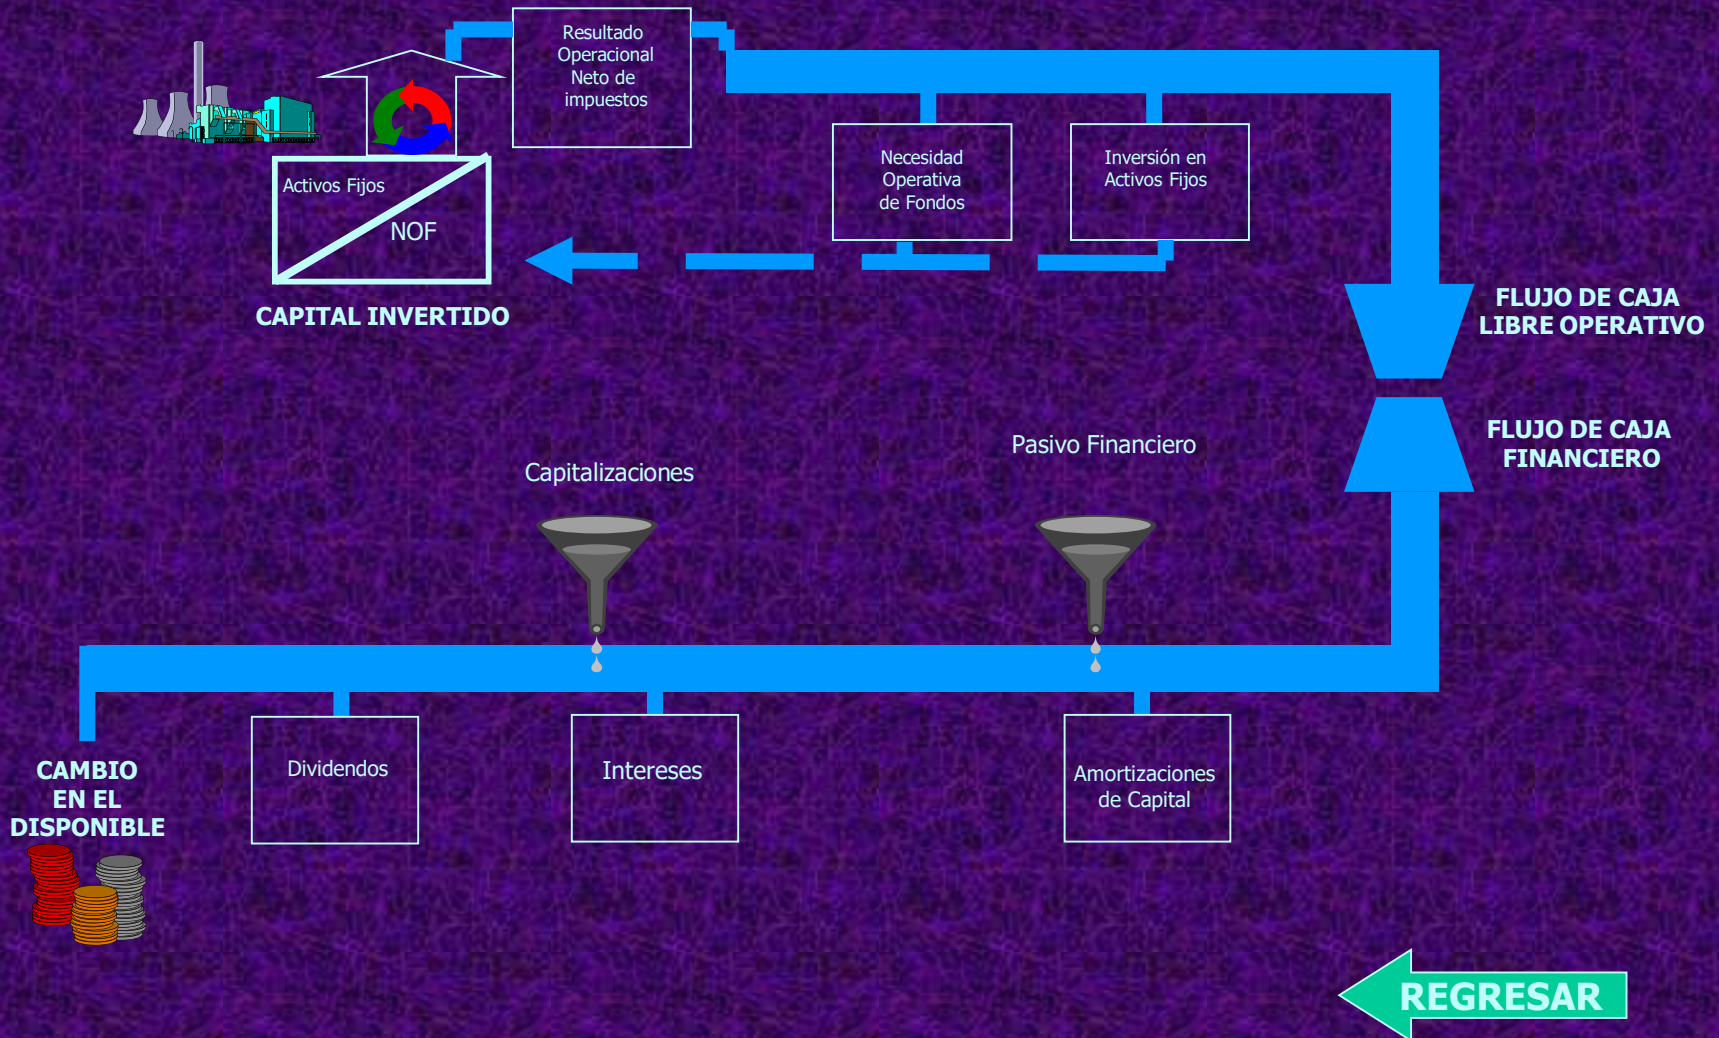 Resultado
Operacional
Neto de
impuestos
Activos Fijos
NOF
CAPITAL INVERTIDO
Necesidad
Operativa
de Fondos
Inversión en
Activos Fijos
FLUJO DE CAJA
LIBRE OPERATIVO
FLUJO DE CAJA
FINANCIERO
Capitalizaciones
Pasivo Financiero
CAMBIO
EN EL
DISPONIBLE
Dividendos
Intereses
Amortizaciones
de Capital
REGRESAR